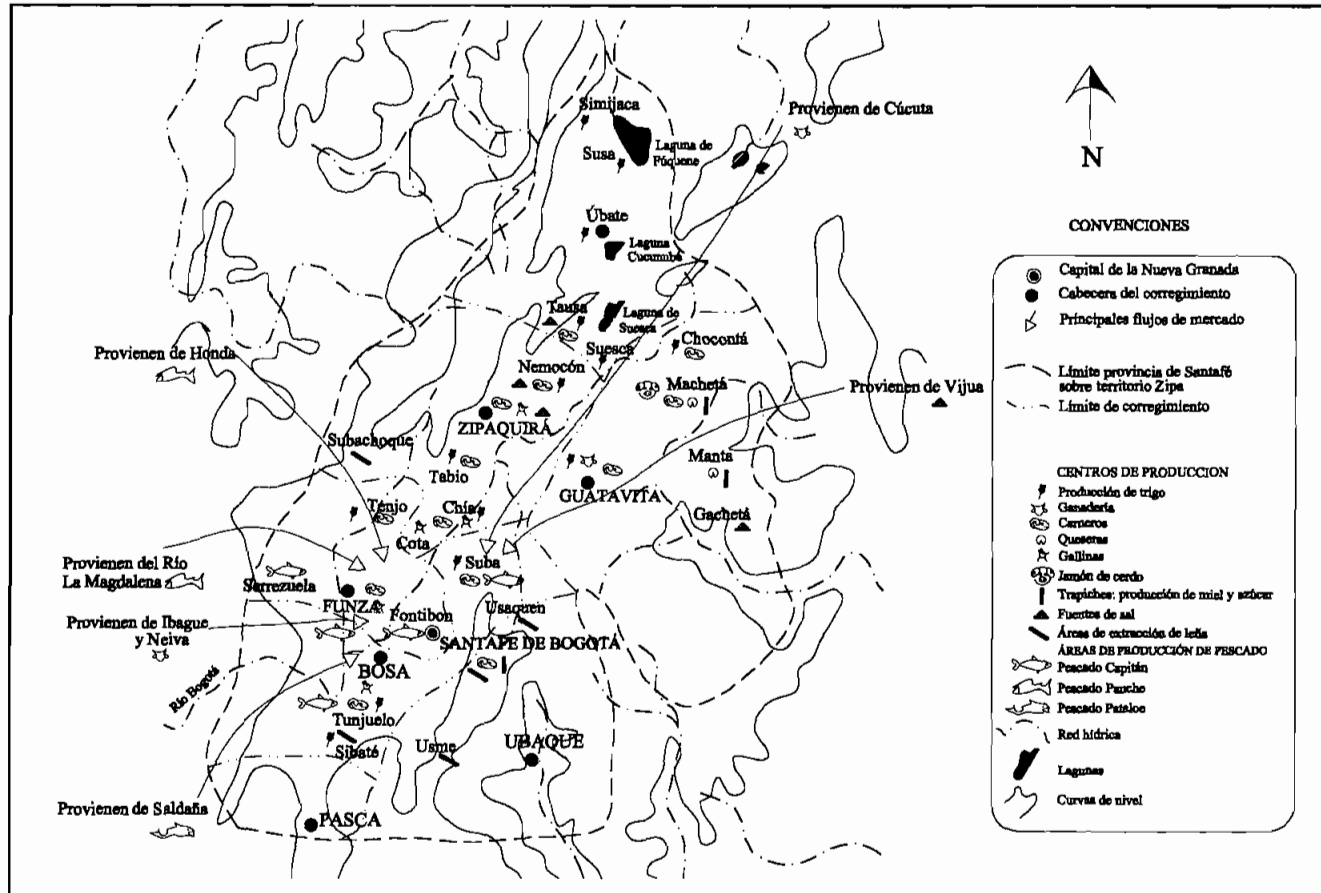 Simijaca
Provienen de Cúcuta
Laguna de
Fúquene
Susa
N
Úbate
Laguna
Cucunubá
CONVENCIONES
Capital de la Nueva Granada
Cabecera del corregimiento
Principales flujos de mercado
Tausa
Laguna de
Suesca
Provienen de Honda
Suesca
Chocontá
Nemocón
Machetá
Provienen de Vijua
Límite provincia de Santafé
sobre territorio Zipa
Límite de corregimiento
ZIPAQUIRÁ
Subachoque
Tabio
Manta
GUATAVITA
CENTROS DE PRODUCCION
Producción de trigo
Ganadería
Carneros
Queseras
Gallinas
Jamón de cerdo
Trapiches: producción de miel y azúcar
Fuentes de sal
Áreas de extracción de leña
ÁREAS DE PRODUCCIÓN DE PESCADO
Pescado Capitán
Pescado Panche
Pescado Pataloe
Red hídrica
Lagunas
Curvas de nivel
Tenjo
Chía
Gachetá
Cota
Provienen del Río
La Magdalena
Serrezuela
Suba
FUNZA
Fontibon
Usaquen
Provienen de Ibague
y Neiva
SANTAFE DE BOGOTÁ
BOSA
Río Bogotá
Tunjuelo
Sibaté
Usme
UBAQUE
Provienen de Saldaña
PASCA